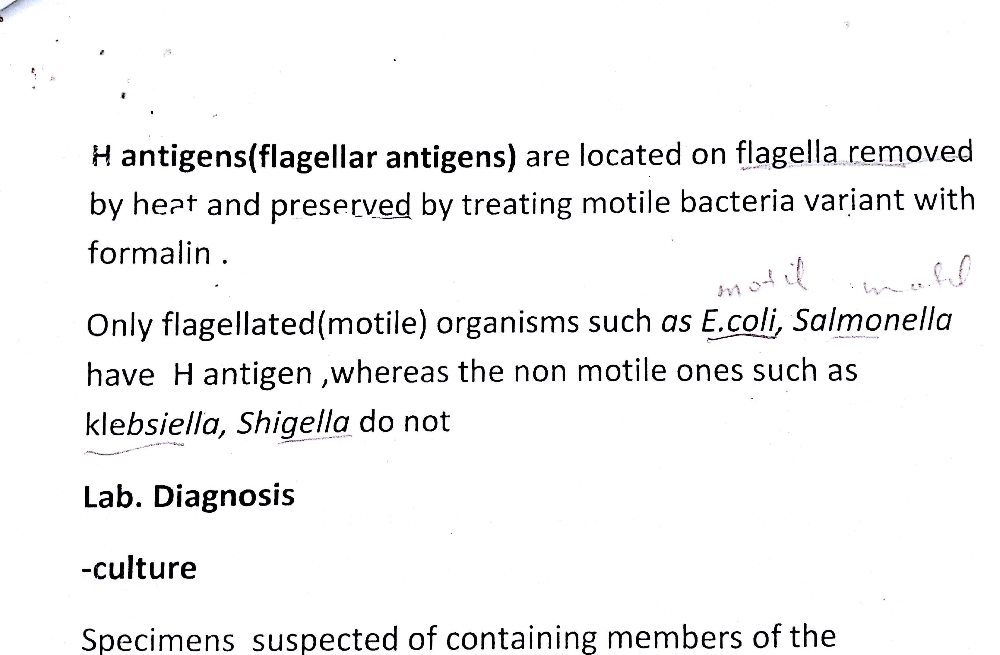 H antigens(flagellar antigens) are located on flagella removed
by heat and preserved by treating motile bacteria variant with
formalin .
motil
Only flagellated(motile) organisms such as E.coli, Salmonella
have H antigen ,whereas the non motile ones such as
klebsiella, Shigella do not
Lab. Diagnosis
-culture
Specimens suspected of containing members of the